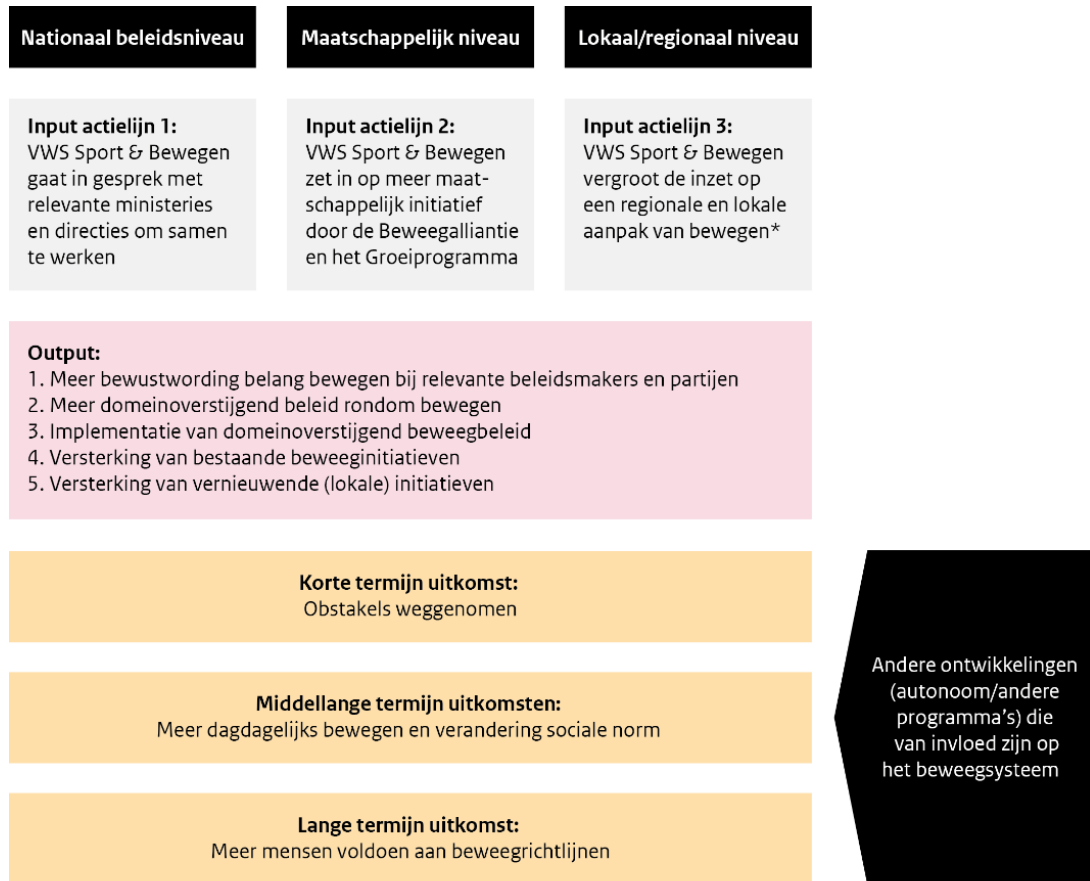 Nationaal beleidsniveau
Maatschappelijk niveau
Lokaal/regionaal niveau
Input actielijn 1:
VWS Sport & Bewegen
gaat in gesprek met
relevante ministeries
en directies om samen
te werken
Input actielijn 2:
VWS Sport & Bewegen
zet in op meer maat-
schappelijk initiatief
door de Beweegalliantie
en het Groeiprogramma
Input actielijn 3:
VWS Sport & Bewegen
vergroot de inzet op
een regionale en lokale
aanpak van bewegen*
Output:
1. Meer bewustwording belang bewegen bij relevante beleidsmakers en partijen
2. Meer domeinoverstijgend beleid rondom bewegen
3. Implementatie van domeinoverstijgend beweegbeleid
4. Versterking van bestaande beweeginitiatieven
5. Versterking van vernieuwende (lokale) initiatieven
Korte termijn uitkomst:
Obstakels weggenomen
Middellange termijn uitkomsten:
Meer dagdagelijks bewegen en verandering sociale norm
Lange termijn uitkomst:
Meer mensen voldoen aan beweegrichtlijnen
Andere ontwikkelingen
(autonoom/andere
programma's) die
van invloed zijn op
het beweegsysteem